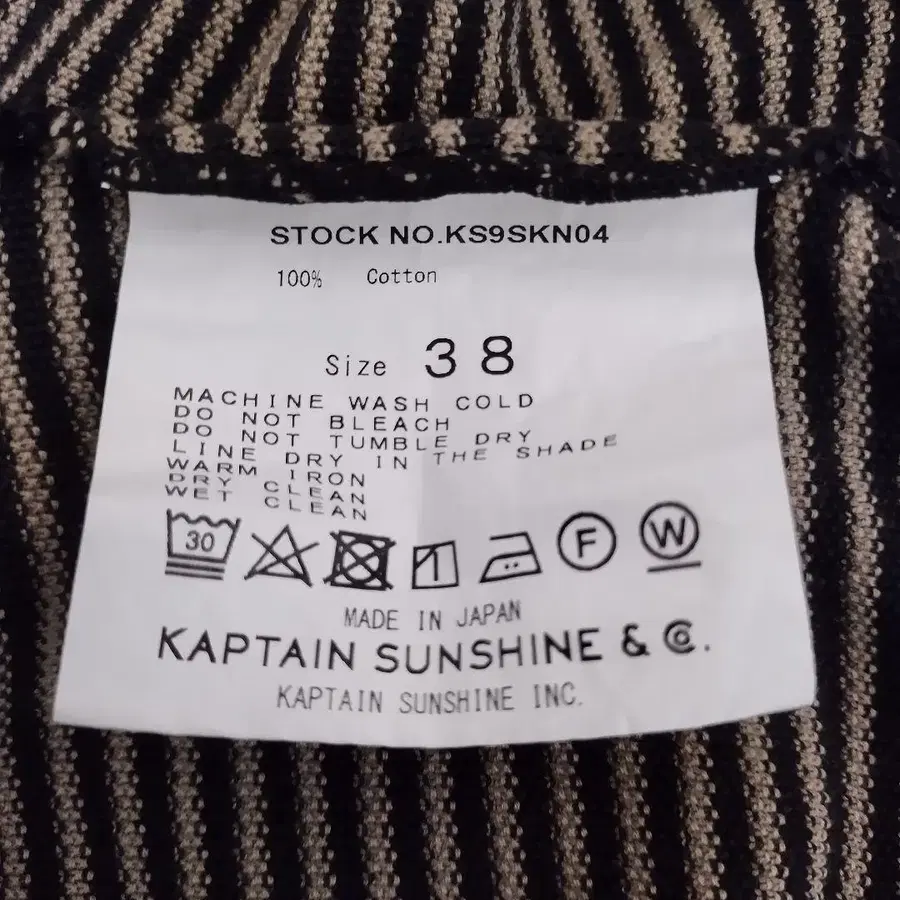 STOCK NO.KS9SKN04
100% Cotton
Size 38
MACHINE WASH COLD
DO NOT BLEACH
DO NOT TUMBLE DRY
LINE DRY IN THE SHADE
WARM IRON
DRY CLEAN
WET CLEAN
30 F W
MADE IN JAPAN
KAPTAIN SUNSHINE & Co.
KAPTAIN SUNSHINE INC.